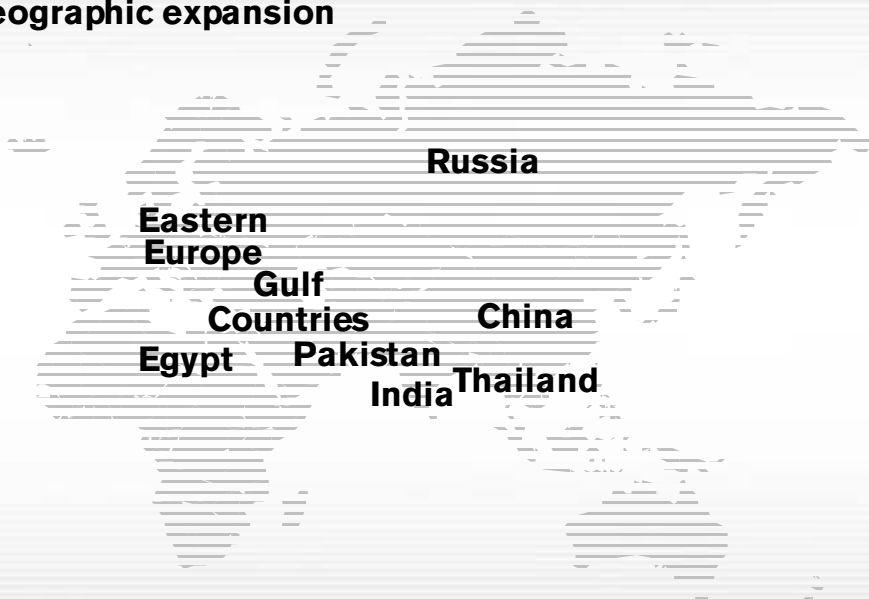 eographic expansion
Russia
Eastern
Europe
Gulf
Countries
China
Egypt
Pakistan
India
Thailand